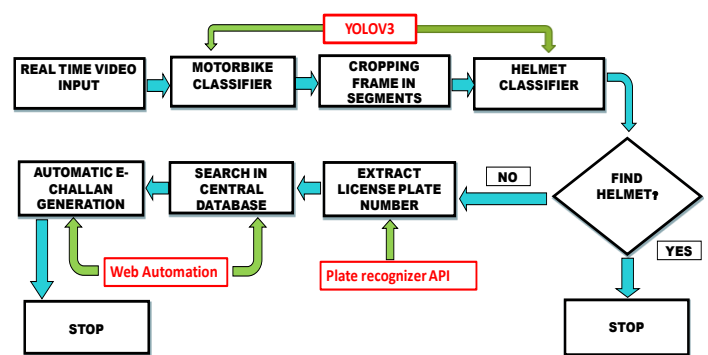 YOLOV3
REAL TIME VIDEO
INPUT
MOTORBIKE
CLASSIFIER
CROPPING
FRAME IN
SEGMENTS
HELMET
CLASSIFIER
FIND
HELMET?
NO
YES
EXTRACT
LICENSE PLATE
NUMBER
SEARCH IN
CENTRAL
DATABASE
AUTOMATIC E-
CHALLAN
GENERATION
Web Automation
Plate recognizer API
STOP
STOP